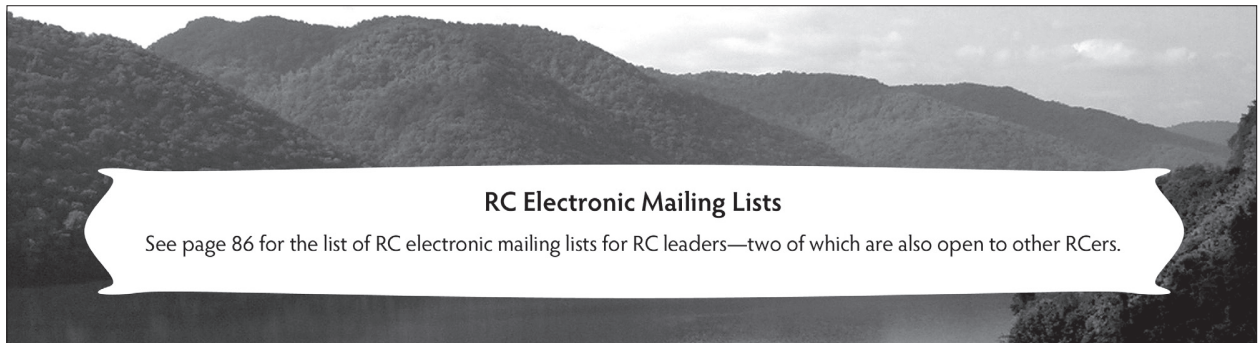 RC Electronic Mailing Lists
See page 86 for the list of RC electronic mailing lists for RC leaders—two of which are also open to other RCers.